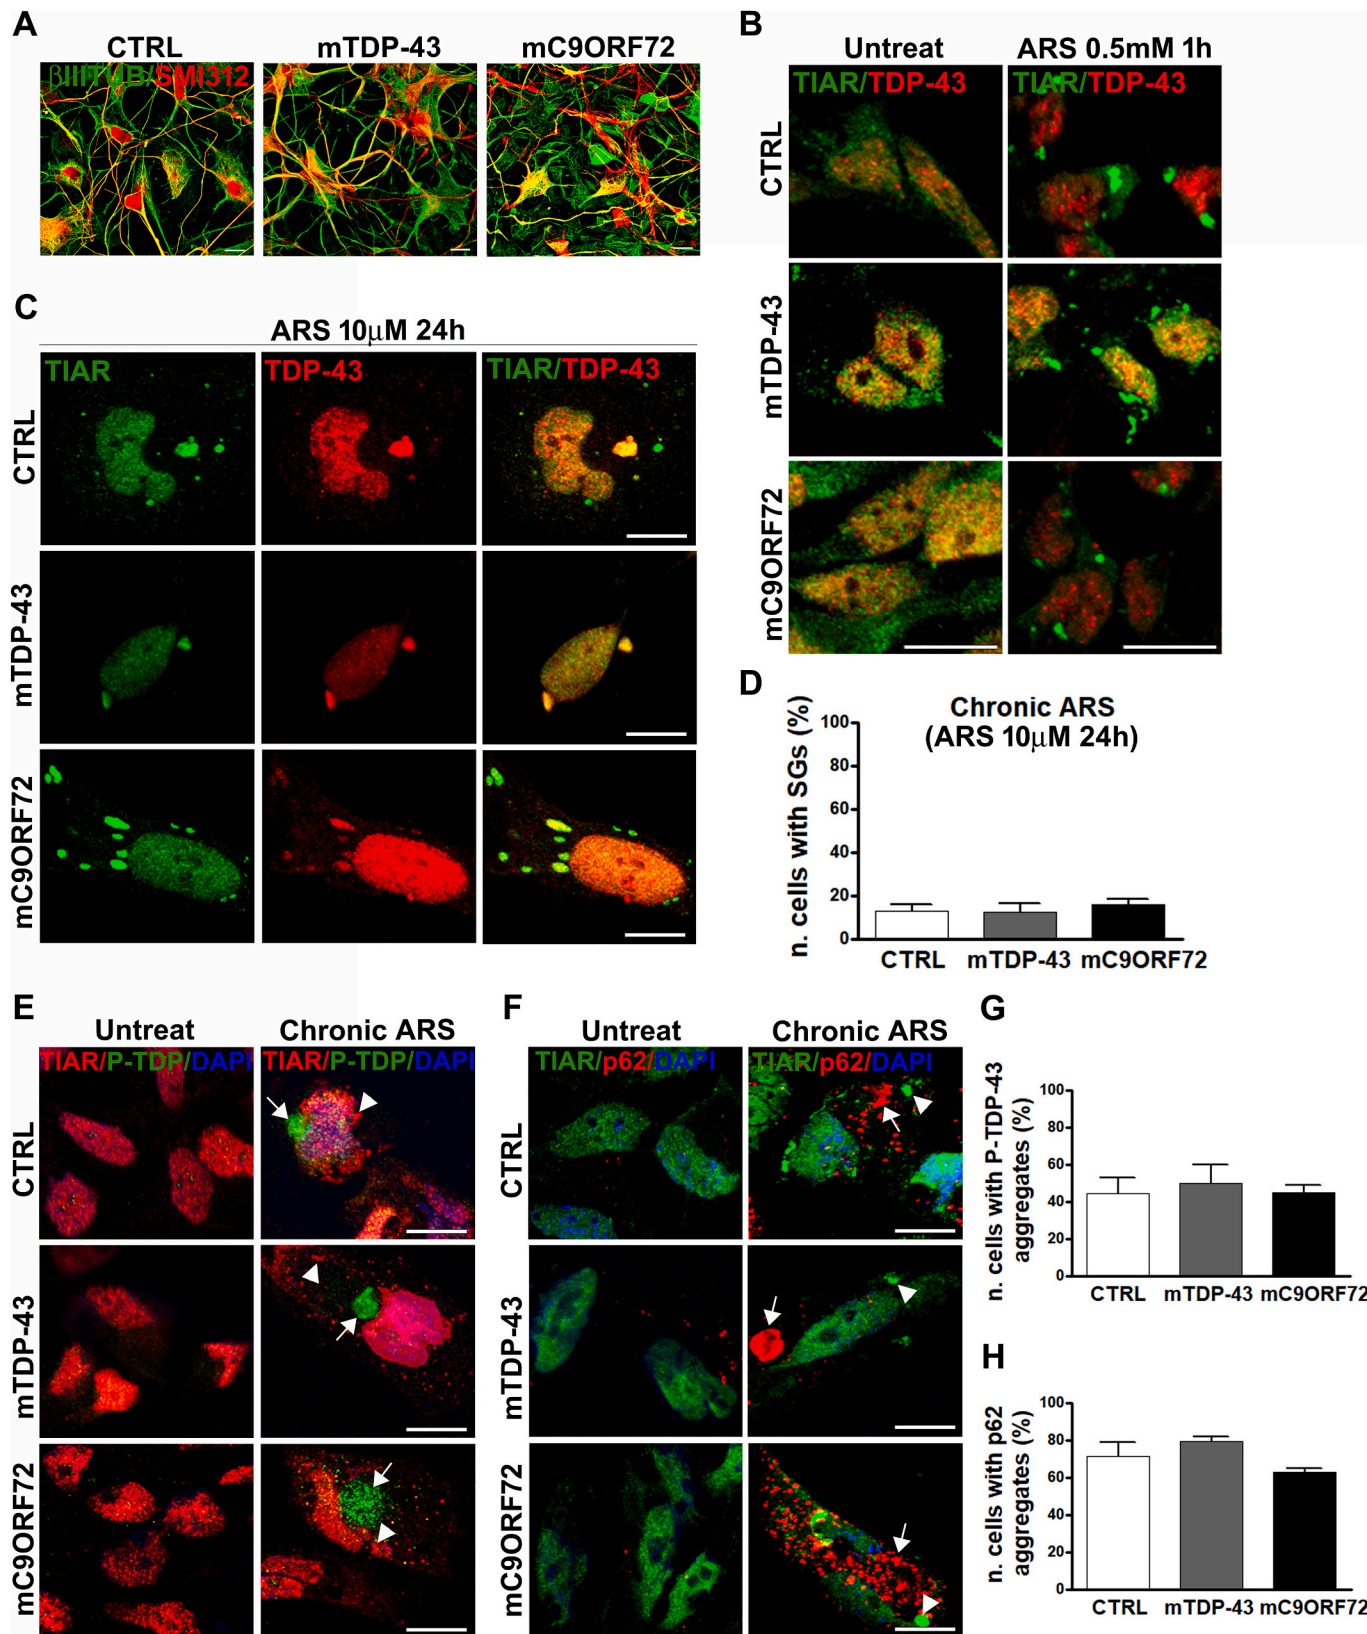 A
CTRL
mTDP-43
mC9ORF72
βIIITUB/SMI312
B
Untreat
ARS 0.5mM 1h
TIAR/TDP-43
TIAR/TDP-43
CTRL
mTDP-43
mC9ORF72
C
ARS 10μM 24h
TIAR
TDP-43
TIAR/TDP-43
CTRL
mTDP-43
mC9ORF72
D
Chronic ARS
(ARS 10μM 24h)
n. cells with SGs (%)
100
80
60
40
20
0
CTRL
mTDP-43
mC9ORF72
E
Untreat
Chronic ARS
TIAR/P-TDP/DAPI
TIAR/P-TDP/DAPI
CTRL
mTDP-43
mC9ORF72
F
Untreat
Chronic ARS
TIAR/p62/DAPI
TIAR/p62/DAPI
CTRL
mTDP-43
mC9ORF72
G
n. cells with P-TDP-43
aggregates (%)
100
80
60
40
20
0
CTRL
mTDP-43
mC9ORF72
H
n. cells with p62
aggregates (%)
100
80
60
40
20
0
CTRL
mTDP-43
mC9ORF72